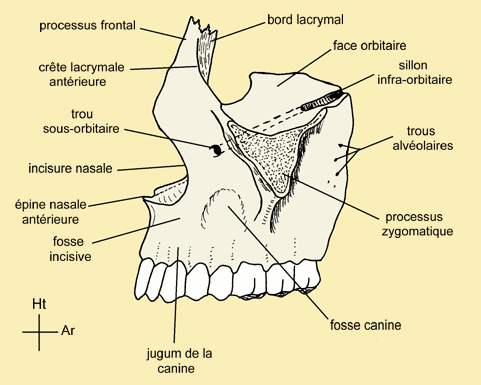 processus frontal
bord lacrymal
face orbitaire
crête lacrymale
antérieure
sillon
infra-orbitaire
trou
sous-orbitaire
trous
alvéolaires
incisure nasale
épine nasale
antérieure
processus
zygomatique
fosse
incisive
Ht
Ar
fosse canine
jugum de la
canine